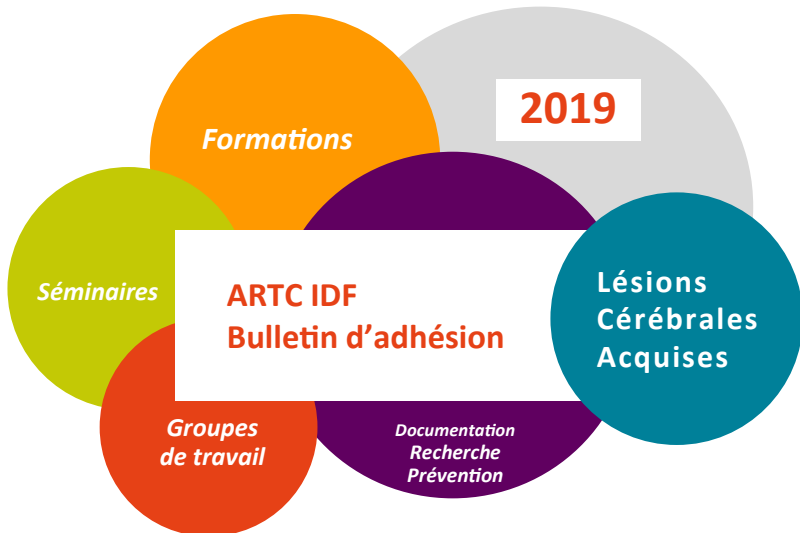 2019
Formations
Séminaires
ARTC IDF
Bulletin d’adhésion
Lésions
Cérébrales
Acquises
Groupes
de travail
Documentation
Recherche
Prévention